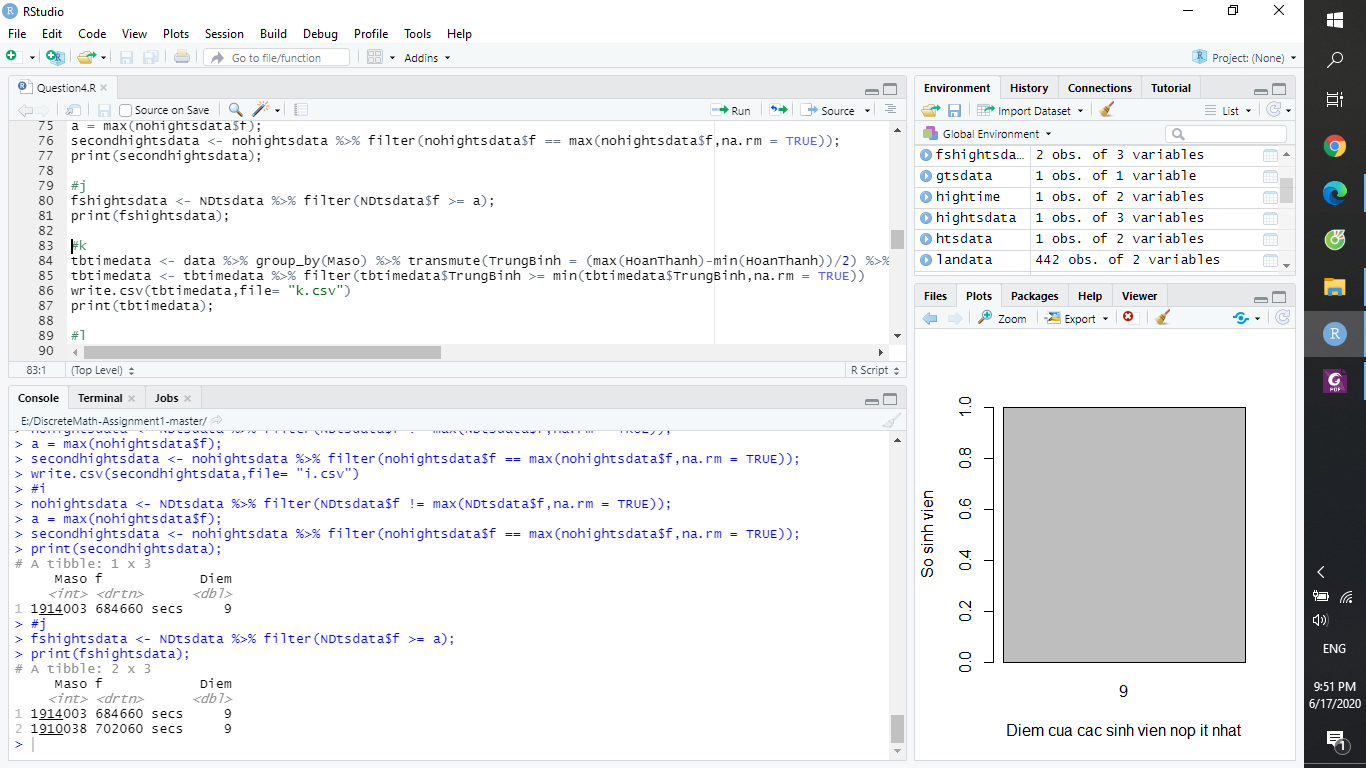 RStudio
File Edit Code View Plots Session Build Debug Profile Tools Help
Go to file/function Addins Project: (None)
Question4.R
Source on Save Run Source
75 a = max(nohightsdata$f);
76 secondhightsdata <- nohightsdata %>% filter(nohightsdata$f == max(nohightsdata$f,na.rm = TRUE));
77 print(secondhightsdata);
78
79 #j
80 fshightsdata <- NDtsdata %>% filter(NDtsdata$f >= a);
81 print(fshightsdata);
82
83 #k
84 tbtimedata <- data %>% group_by(Maso) %>% transmute(TrungBinh = (max(HoanThanh)-min(HoanThanh))/2) %>%
85 tbtimedata <- tbtimedata %>% filter(tbtimedata$TrungBinh >= min(tbtimedata$TrungBinh,na.rm = TRUE))
86 write.csv(tbtimedata,file= "k.csv")
87 print(tbtimedata);
88
89 #l
90
83:1 (Top Level) R Script
Console Terminal Jobs
E:/DiscreteMath-Assignment1-master/
> nohightsdata <- NDtsdata %>% filter(NDtsdata$f != max(NDtsdata$f,na.rm = TRUE));
> a = max(nohightsdata$f);
> secondhightsdata <- nohightsdata %>% filter(nohightsdata$f == max(nohightsdata$f,na.rm = TRUE));
> write.csv(secondhightsdata,file= "i.csv")
> #i
> nohightsdata <- NDtsdata %>% filter(NDtsdata$f != max(NDtsdata$f,na.rm = TRUE));
> a = max(nohightsdata$f);
> secondhightsdata <- nohightsdata %>% filter(nohightsdata$f == max(nohightsdata$f,na.rm = TRUE));
> print(secondhightsdata);
# A tibble: 1 x 3
Maso f Diem
<int> <drtn> <dbl>
1 1914003 684660 secs 9
> #j
> fshightsdata <- NDtsdata %>% filter(NDtsdata$f >= a);
> print(fshightsdata);
# A tibble: 2 x 3
Maso f Diem
<int> <drtn> <dbl>
1 1914003 684660 secs 9
2 1910038 702060 secs 9
>
Environment History Connections Tutorial
Import Dataset List
Global Environment
fshightsda... 2 obs. of 3 variables
gtsdata 1 obs. of 1 variable
hightime 1 obs. of 2 variables
hightsdata 1 obs. of 3 variables
htsdata 1 obs. of 2 variables
landata 442 obs. of 2 variables
Files Plots Packages Help Viewer
Zoom Export
So sinh vien
1.0
0.8
0.6
0.4
0.2
0.0
9
Diem cua cac sinh vien nop it nhat
R
PDF
ENG
9:51 PM
6/17/2020
1